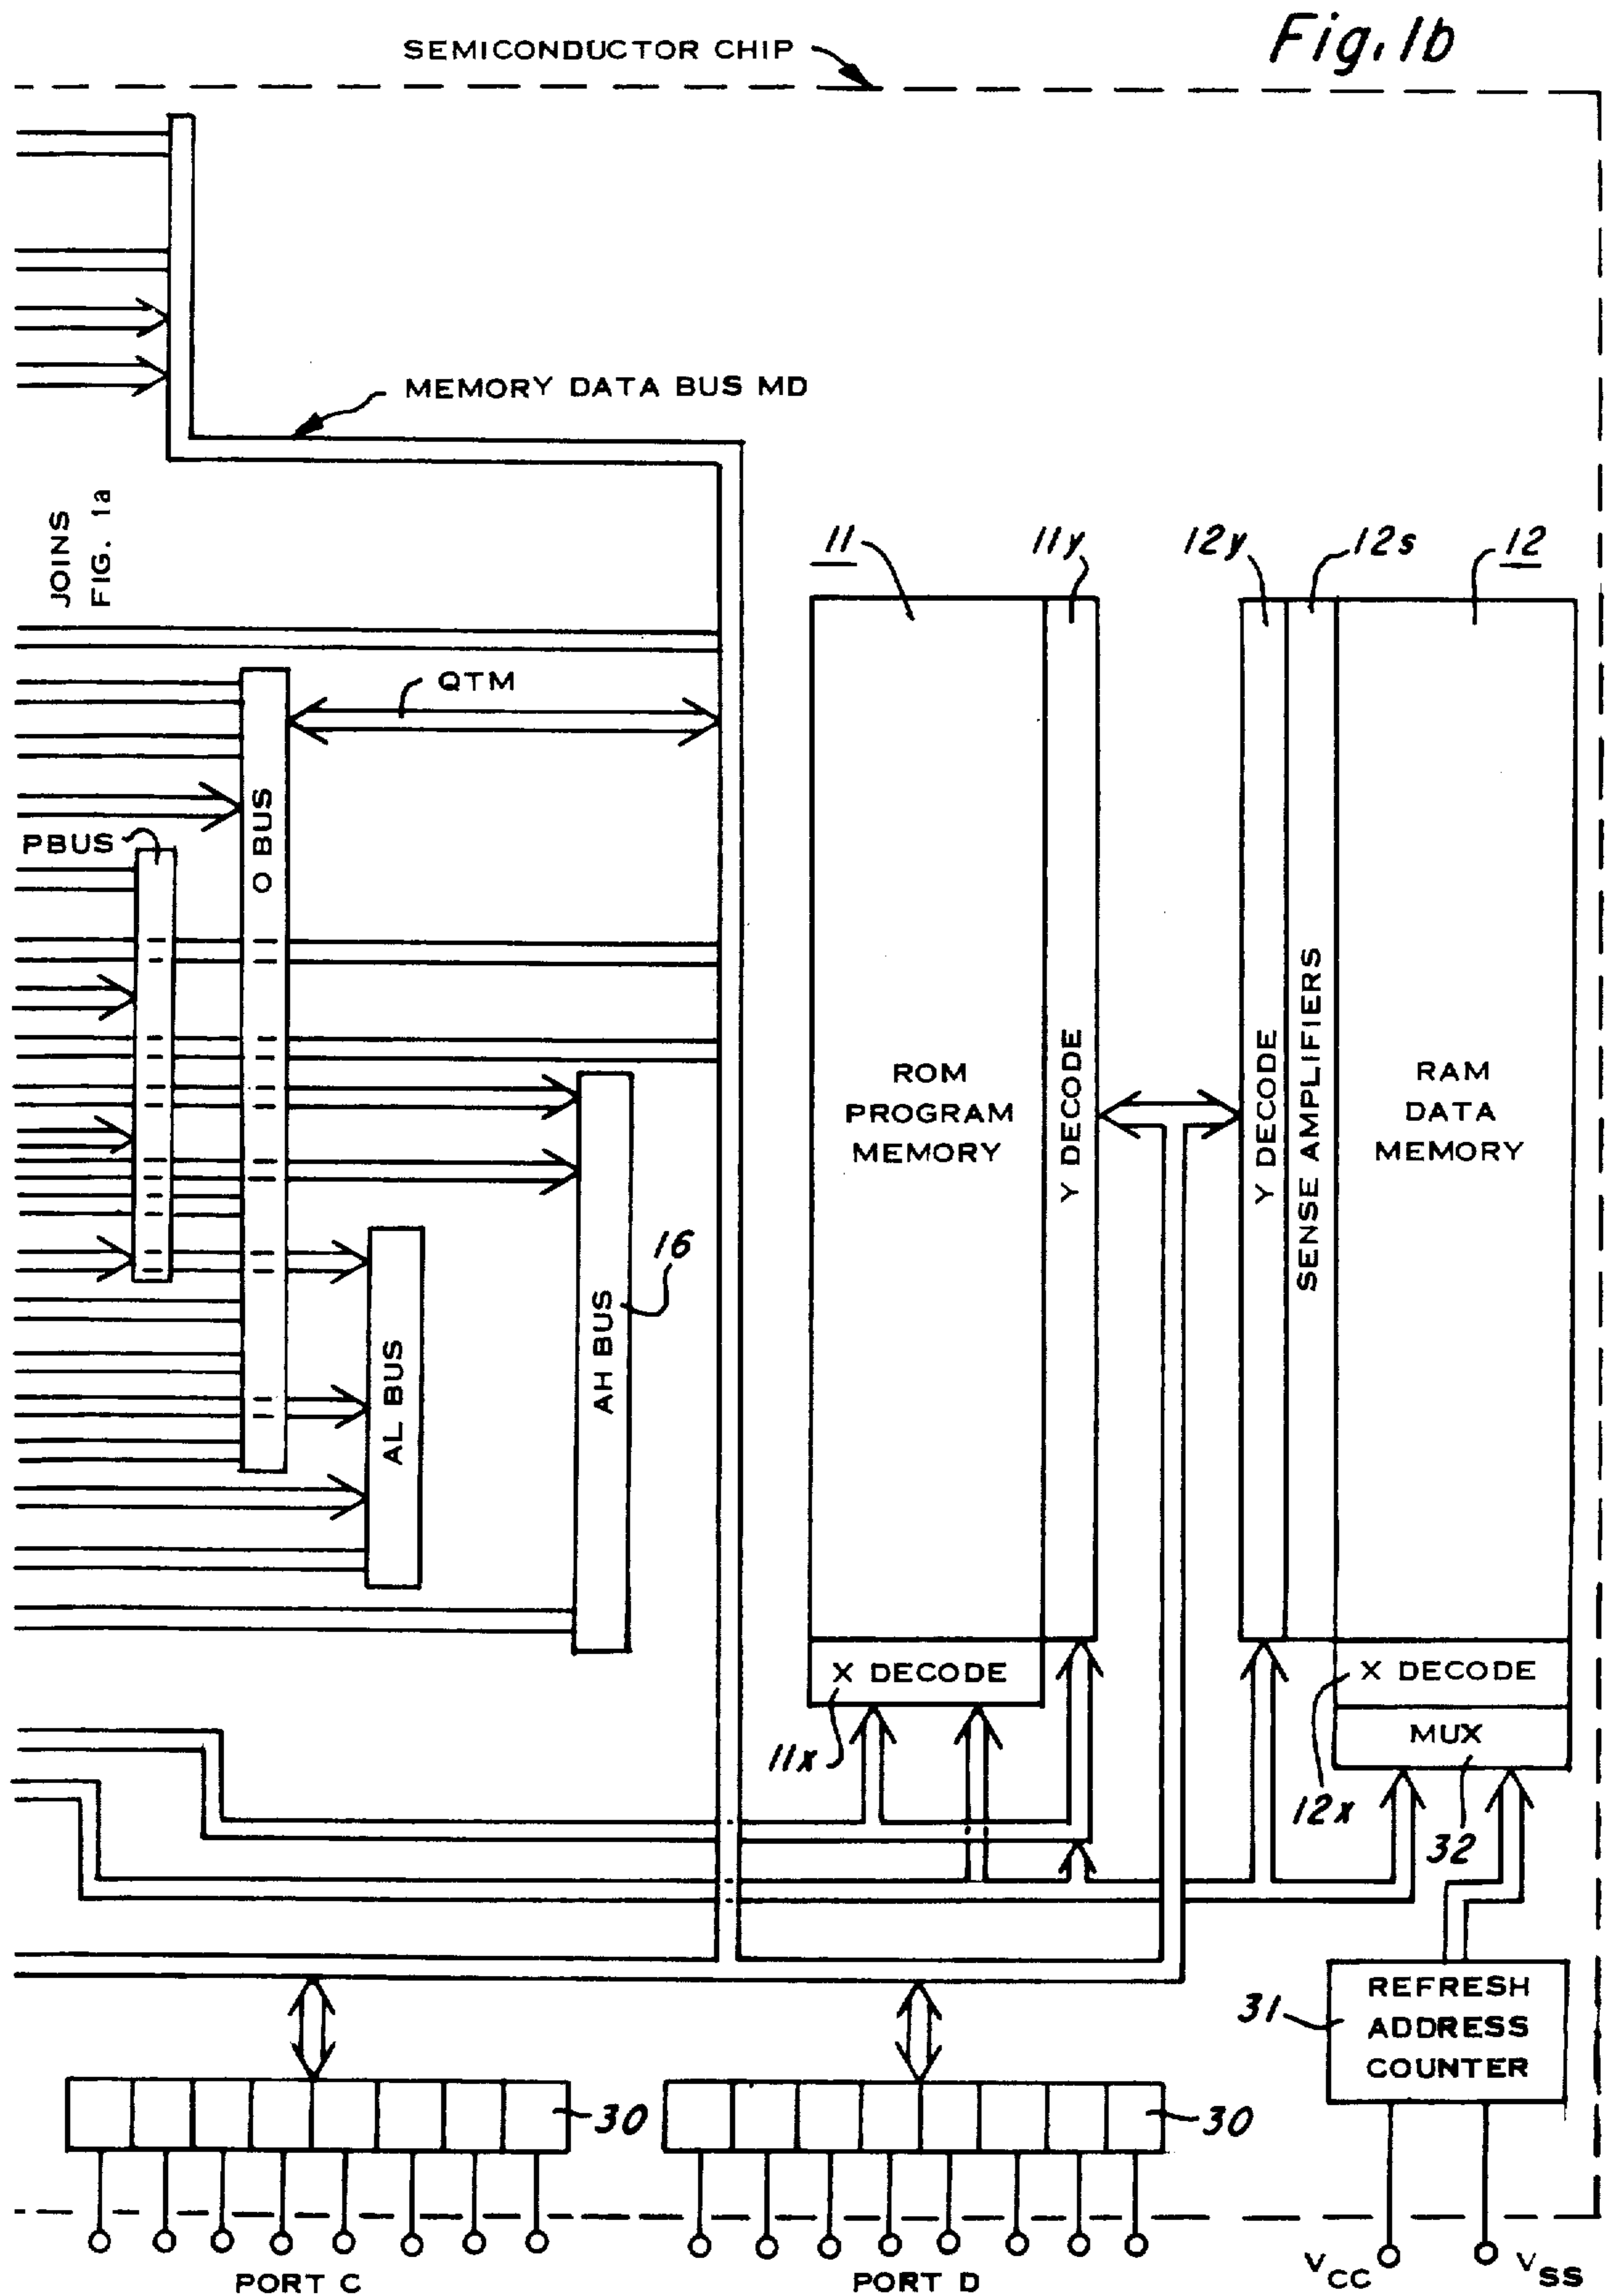 Fig. 1b
SEMICONDUCTOR CHIP
MEMORY DATA BUS MD
JOINS
FIG. 1a
11
11y
12y
12s
12
QTM
O BUS
PBUS
ROM
PROGRAM
MEMORY
Y DECODE
Y DECODE
SENSE AMPLIFIERS
RAM
DATA
MEMORY
16
AH BUS
AL BUS
X DECODE
X DECODE
MUX
11x
12x
32
31
REFRESH
ADDRESS
COUNTER
30
30
PORT C
PORT D
VCC
VSS